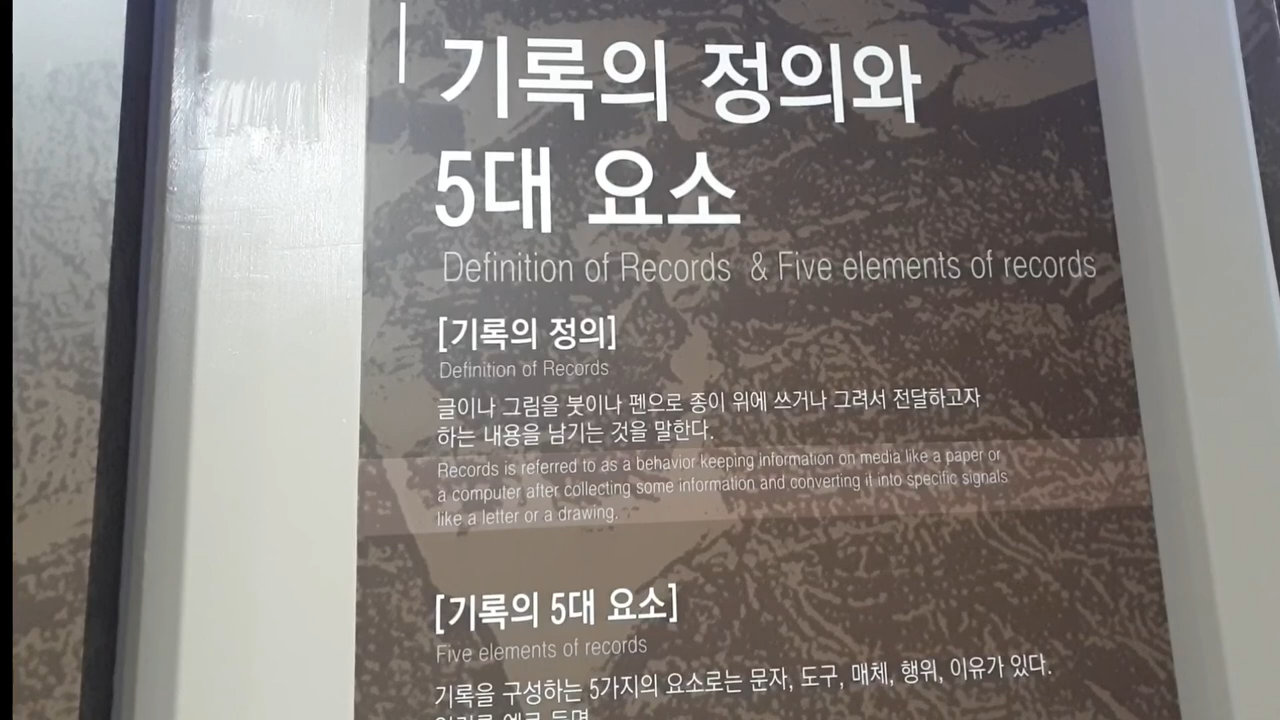 기록의 정의와
5대 요소
Definition of Records & Five elements of records
[기록의 정의]
Definition of Records
글이나 그림을 붓이나 펜으로 종이 위에 쓰거나 그려서 전달하고자
하는 내용을 남기는 것을 말한다.
Records is referred to as a behavior keeping information on media like a paper or
a computer after collecting some information and converting it into specific signals
like a letter or a drawing.
[기록의 5대 요소]
Five elements of records
기록을 구성하는 5가지의 요소로는 문자, 도구, 매체, 행위, 이유가 있다.